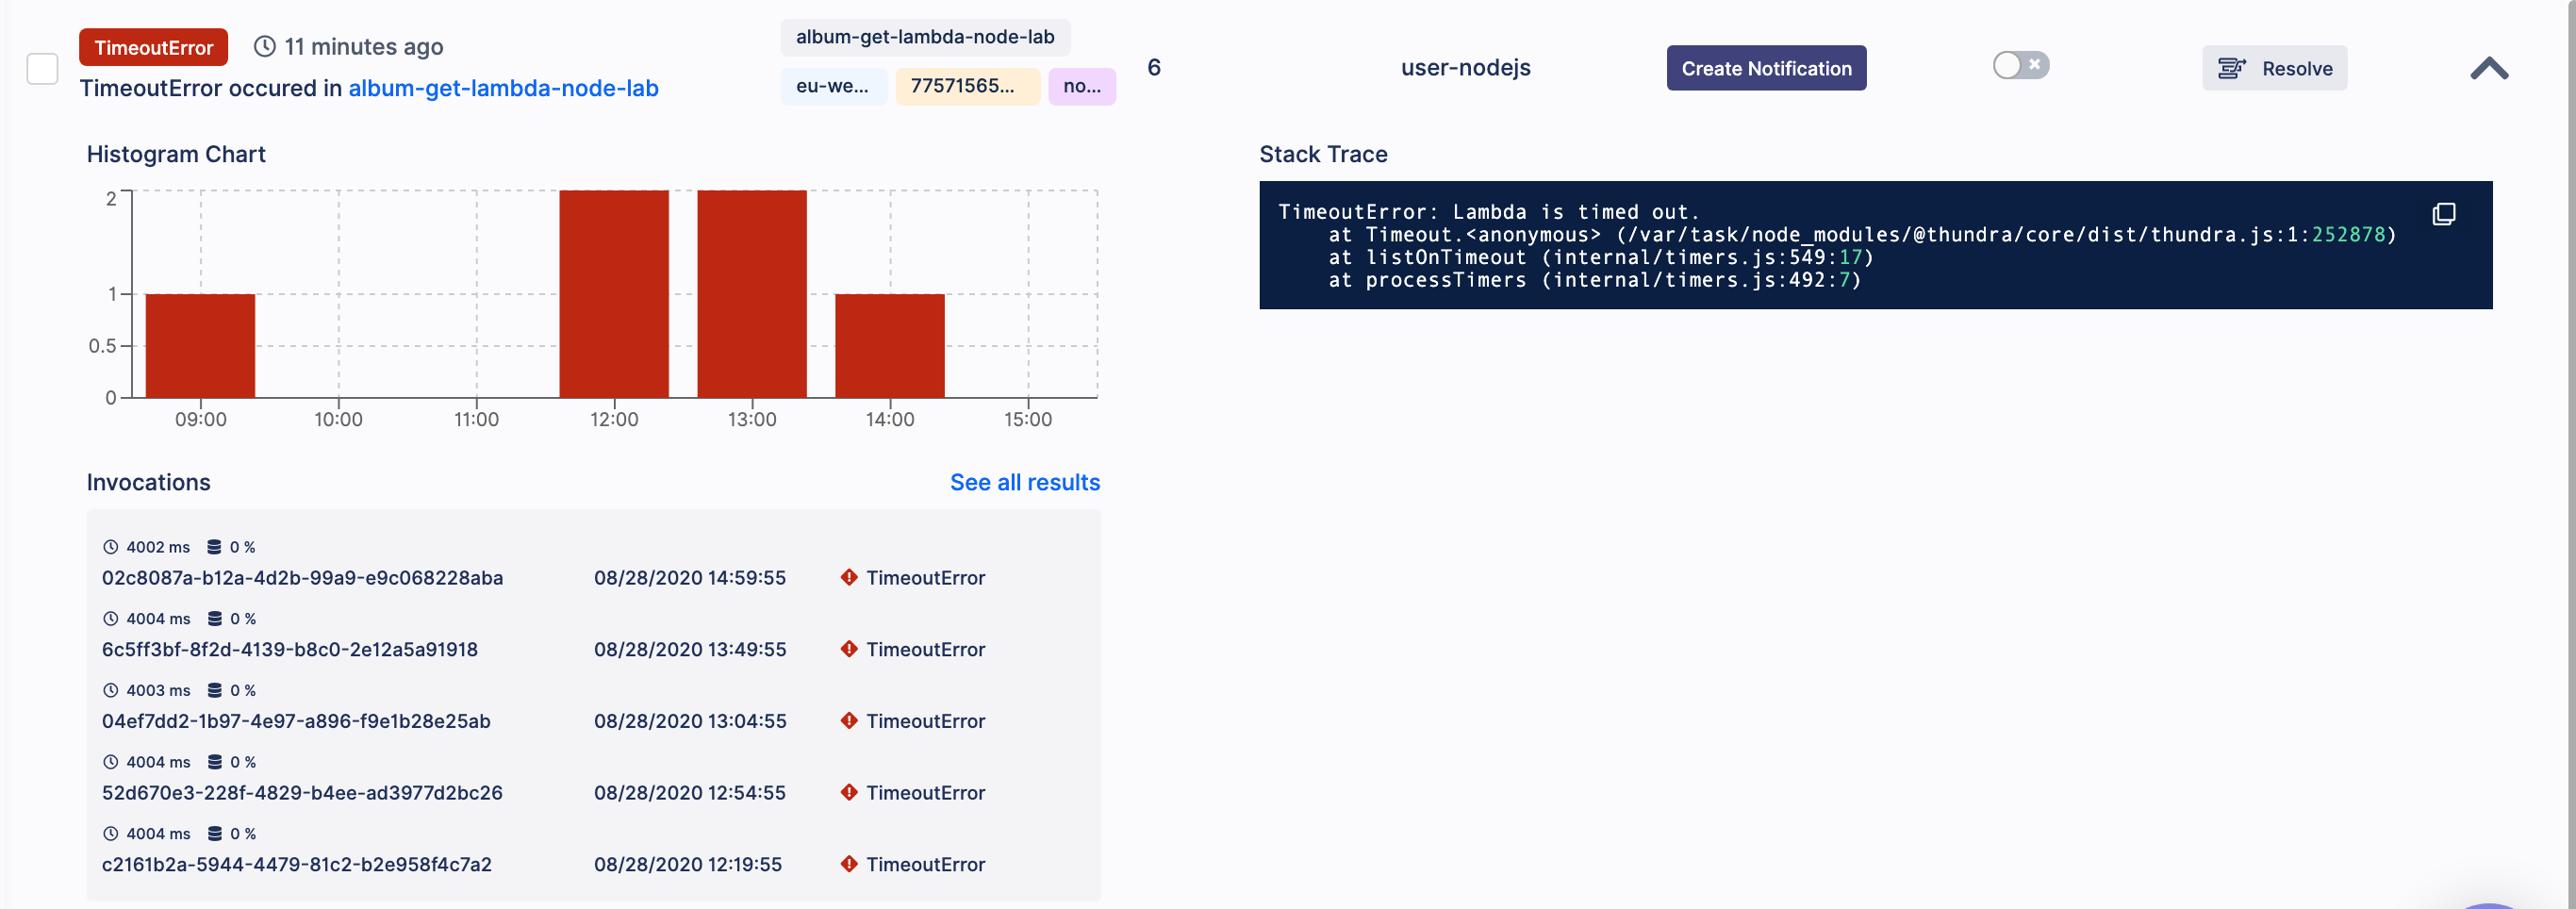 TimeoutError 11 minutes ago
TimeoutError occured in album-get-lambda-node-lab
album-get-lambda-node-lab
eu-we... 77571565... no...
6
user-nodejs
Create Notification
Resolve
Histogram Chart
2
1
0.5
0
09:00 10:00 11:00 12:00 13:00 14:00 15:00
Invocations See all results
4002 ms 0 %
02c8087a-b12a-4d2b-99a9-e9c068228aba 08/28/2020 14:59:55 TimeoutError
4004 ms 0 %
6c5ff3bf-8f2d-4139-b8c0-2e12a5a91918 08/28/2020 13:49:55 TimeoutError
4003 ms 0 %
04ef7dd2-1b97-4e97-a896-f9e1b28e25ab 08/28/2020 13:04:55 TimeoutError
4004 ms 0 %
52d670e3-228f-4829-b4ee-ad3977d2bc26 08/28/2020 12:54:55 TimeoutError
4004 ms 0 %
c2161b2a-5944-4479-81c2-b2e958f4c7a2 08/28/2020 12:19:55 TimeoutError
Stack Trace
TimeoutError: Lambda is timed out.
at Timeout.<anonymous> (/var/task/node_modules/@thundra/core/dist/thundra.js:1:252878)
at listOnTimeout (internal/timers.js:549:17)
at processTimers (internal/timers.js:492:7)